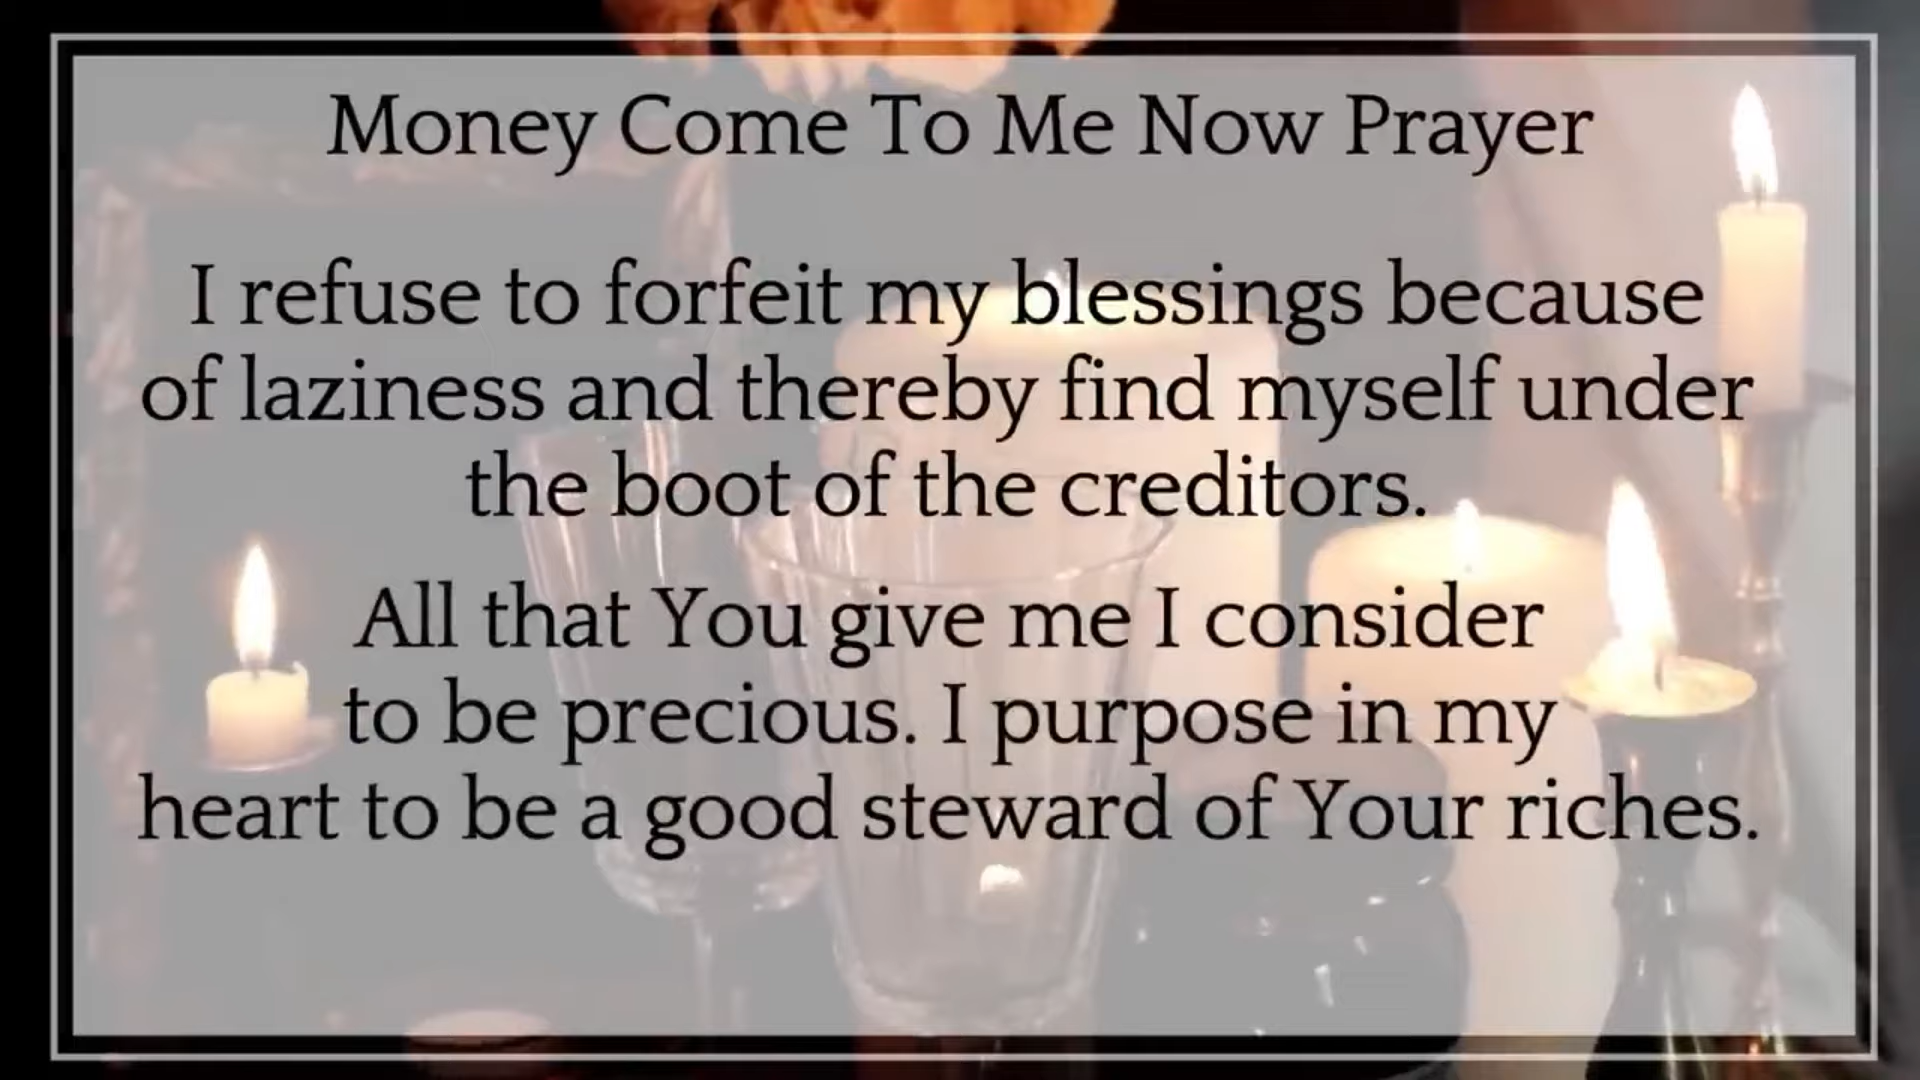 Money Come To Me Now Prayer
I refuse to forfeit my blessings because
of laziness and thereby find myself under
the boot of the creditors.
All that You give me I consider
to be precious. I purpose in my
heart to be a good steward of Your riches.